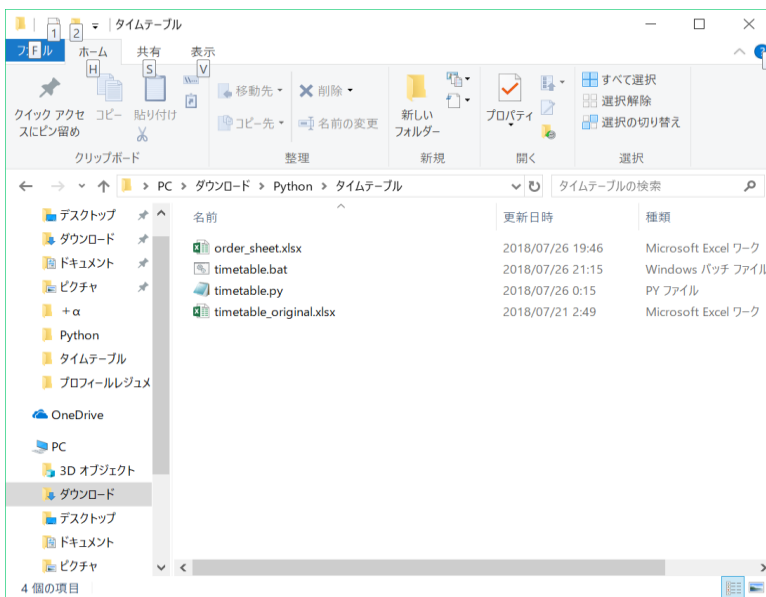 1 2 タイムテーブル
ファイル F ホーム 共有 表示
H S V
クイック アクセスにピン留め
コピー
貼り付け
W...
移動先
コピー先
削除
名前の変更
新しいフォルダー
プロパティ
すべて選択
選択解除
選択の切り替え
クリップボード 整理 新規 開く 選択
PC > ダウンロード > Python > タイムテーブル
タイムテーブルの検索
名前 更新日時 種類
order_sheet.xlsx 2018/07/26 19:46 Microsoft Excel ワーク
timetable.bat 2018/07/26 21:15 Windows バッチ ファイル
timetable.py 2018/07/26 0:15 PY ファイル
timetable_original.xlsx 2018/07/21 2:49 Microsoft Excel ワーク
デスクトップ
ダウンロード
ドキュメント
ピクチャ
+α
Python
タイムテーブル
プロフィールレジュメ
OneDrive
PC
3D オブジェクト
ダウンロード
デスクトップ
ドキュメント
ピクチャ
4 個の項目